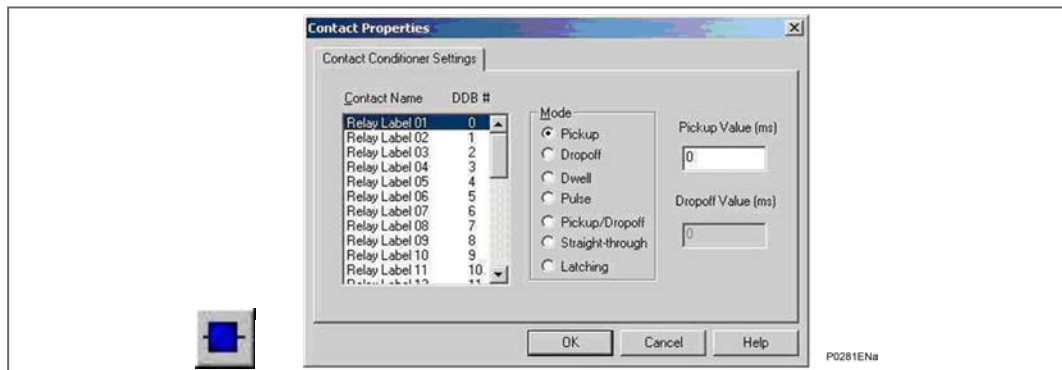 Contact Properties
Contact Conditioner Settings
Contact Name DDB #
Relay Label 01 0
Relay Label 02 1
Relay Label 03 2
Relay Label 04 3
Relay Label 05 4
Relay Label 06 5
Relay Label 07 6
Relay Label 08 7
Relay Label 09 8
Relay Label 10 9
Relay Label 11 10
Mode
Pickup
Dropoff
Dwell
Pulse
Pickup/Dropoff
Straight-through
Latching
Pickup Value (ms)
0
Dropoff Value (ms)
0
OK Cancel Help
P0281ENa